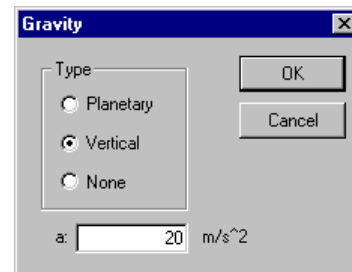 Gravity
Type
Planetary
Vertical
None
OK
Cancel
a: 20 m/s^2